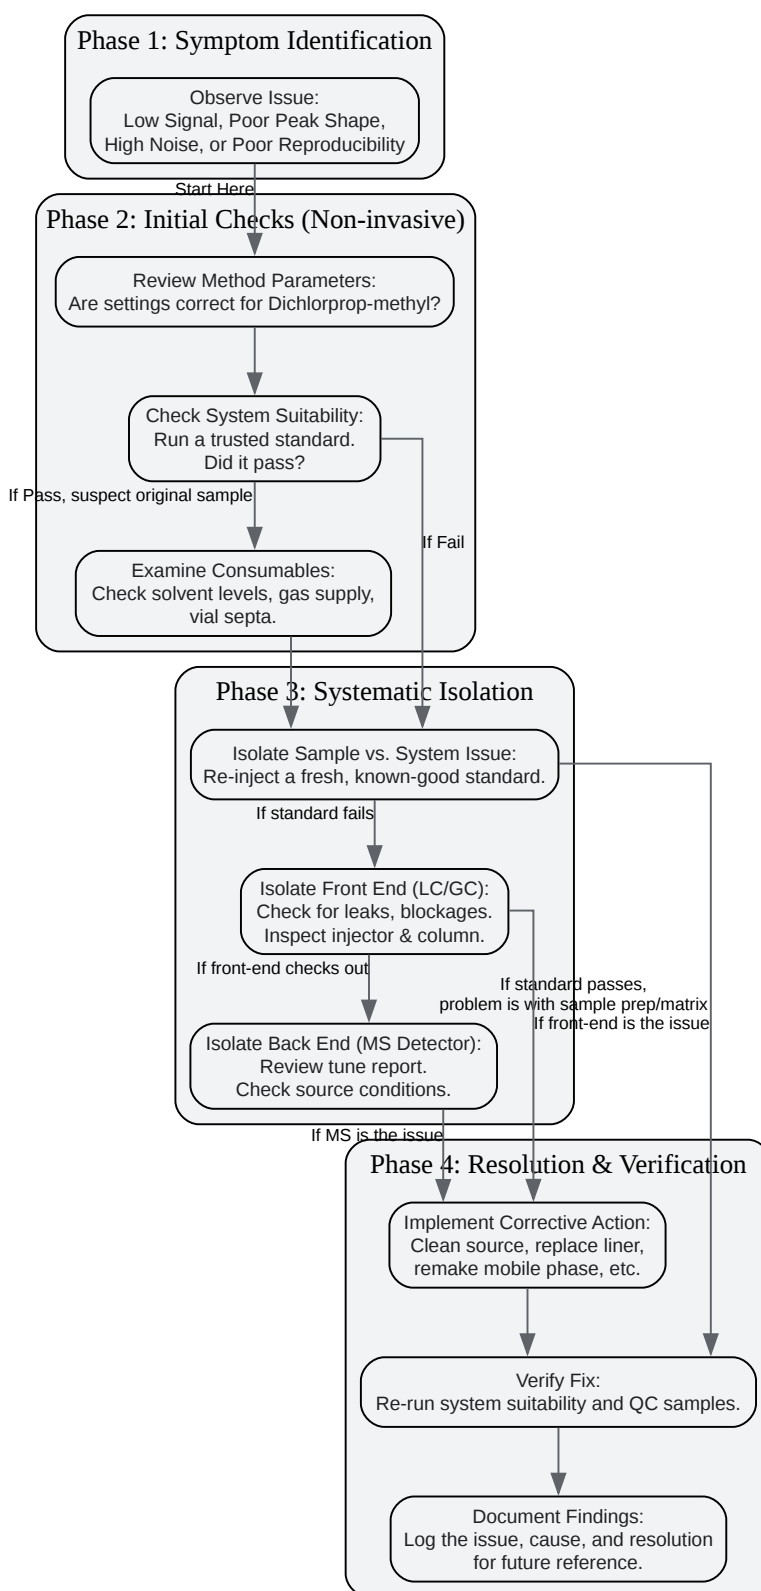 Phase 1: Symptom Identification
Observe Issue:
Low Signal, Poor Peak Shape,
High Noise, or Poor Reproducibility
Start Here
Phase 2: Initial Checks (Non-invasive)
Review Method Parameters:
Are settings correct for Dichlorprop-methyl?
Check System Suitability:
Run a trusted standard.
Did it pass?
If Pass, suspect original sample
If Fail
Examine Consumables:
Check solvent levels, gas supply,
vial septa.
Phase 3: Systematic Isolation
Isolate Sample vs. System Issue:
Re-inject a fresh, known-good standard.
If standard fails
Isolate Front End (LC/GC):
Check for leaks, blockages.
Inspect injector & column.
If front-end checks out
If standard passes,
problem is with sample prep/matrix
If front-end is the issue
Isolate Back End (MS Detector):
Review tune report.
Check source conditions.
If MS is the issue
Phase 4: Resolution & Verification
Implement Corrective Action:
Clean source, replace liner,
remake mobile phase, etc.
Verify Fix:
Re-run system suitability and QC samples.
Document Findings:
Log the issue, cause, and resolution
for future reference.